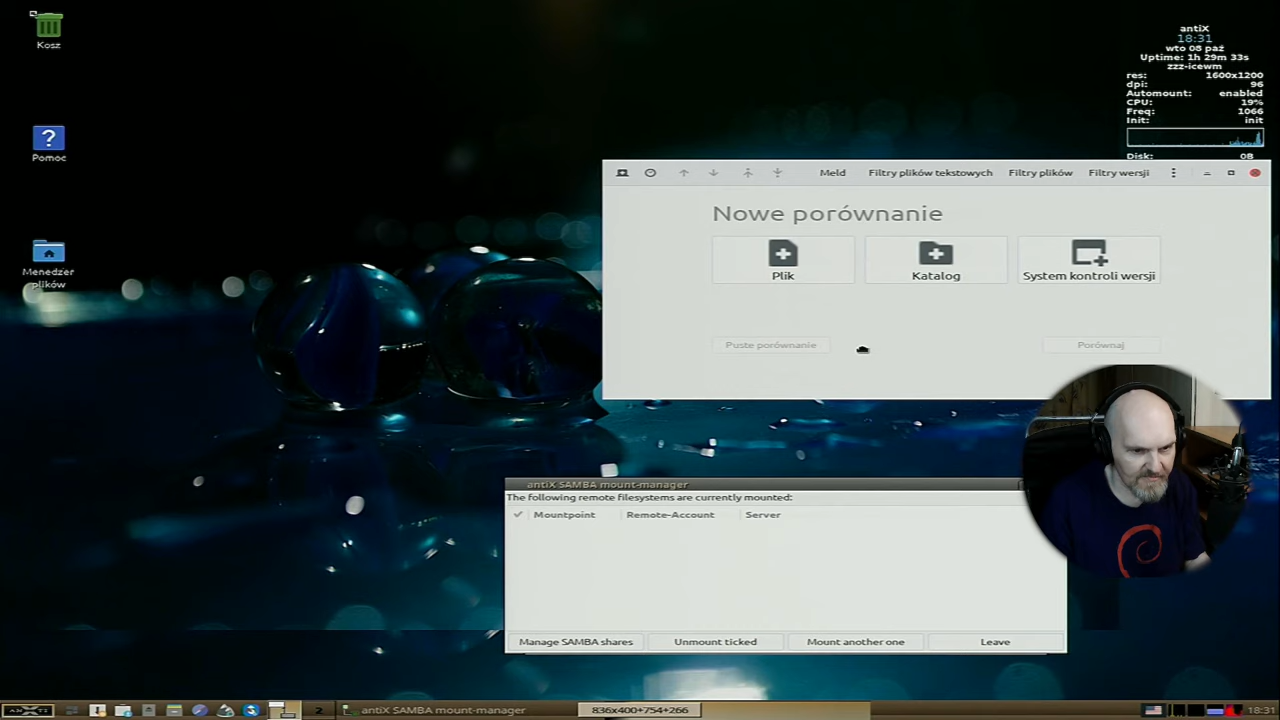 Kosz
Pomoc
Menedżer
plików
antiX
18:31
wto 08 paź
Uptime: 1h 29m 33s
zzz-icewm
res: 1600x1200
dpi: 96
Automount: enabled
CPU: 19%
Freq: 1066
Init: init
Disk: 0B
Meld Filtry plików tekstowych Filtry plików Filtry wersji
Nowe porównanie
Plik Katalog System kontroli wersji
Puste porównanie Porównaj
antiX SAMBA mount-manager
The following remote filesystems are currently mounted:
Mountpoint Remote-Account Server
Manage SAMBA shares Unmount ticked Mount another one Leave
2 antiX SAMBA mount-manager 836x400+754+266 18:31